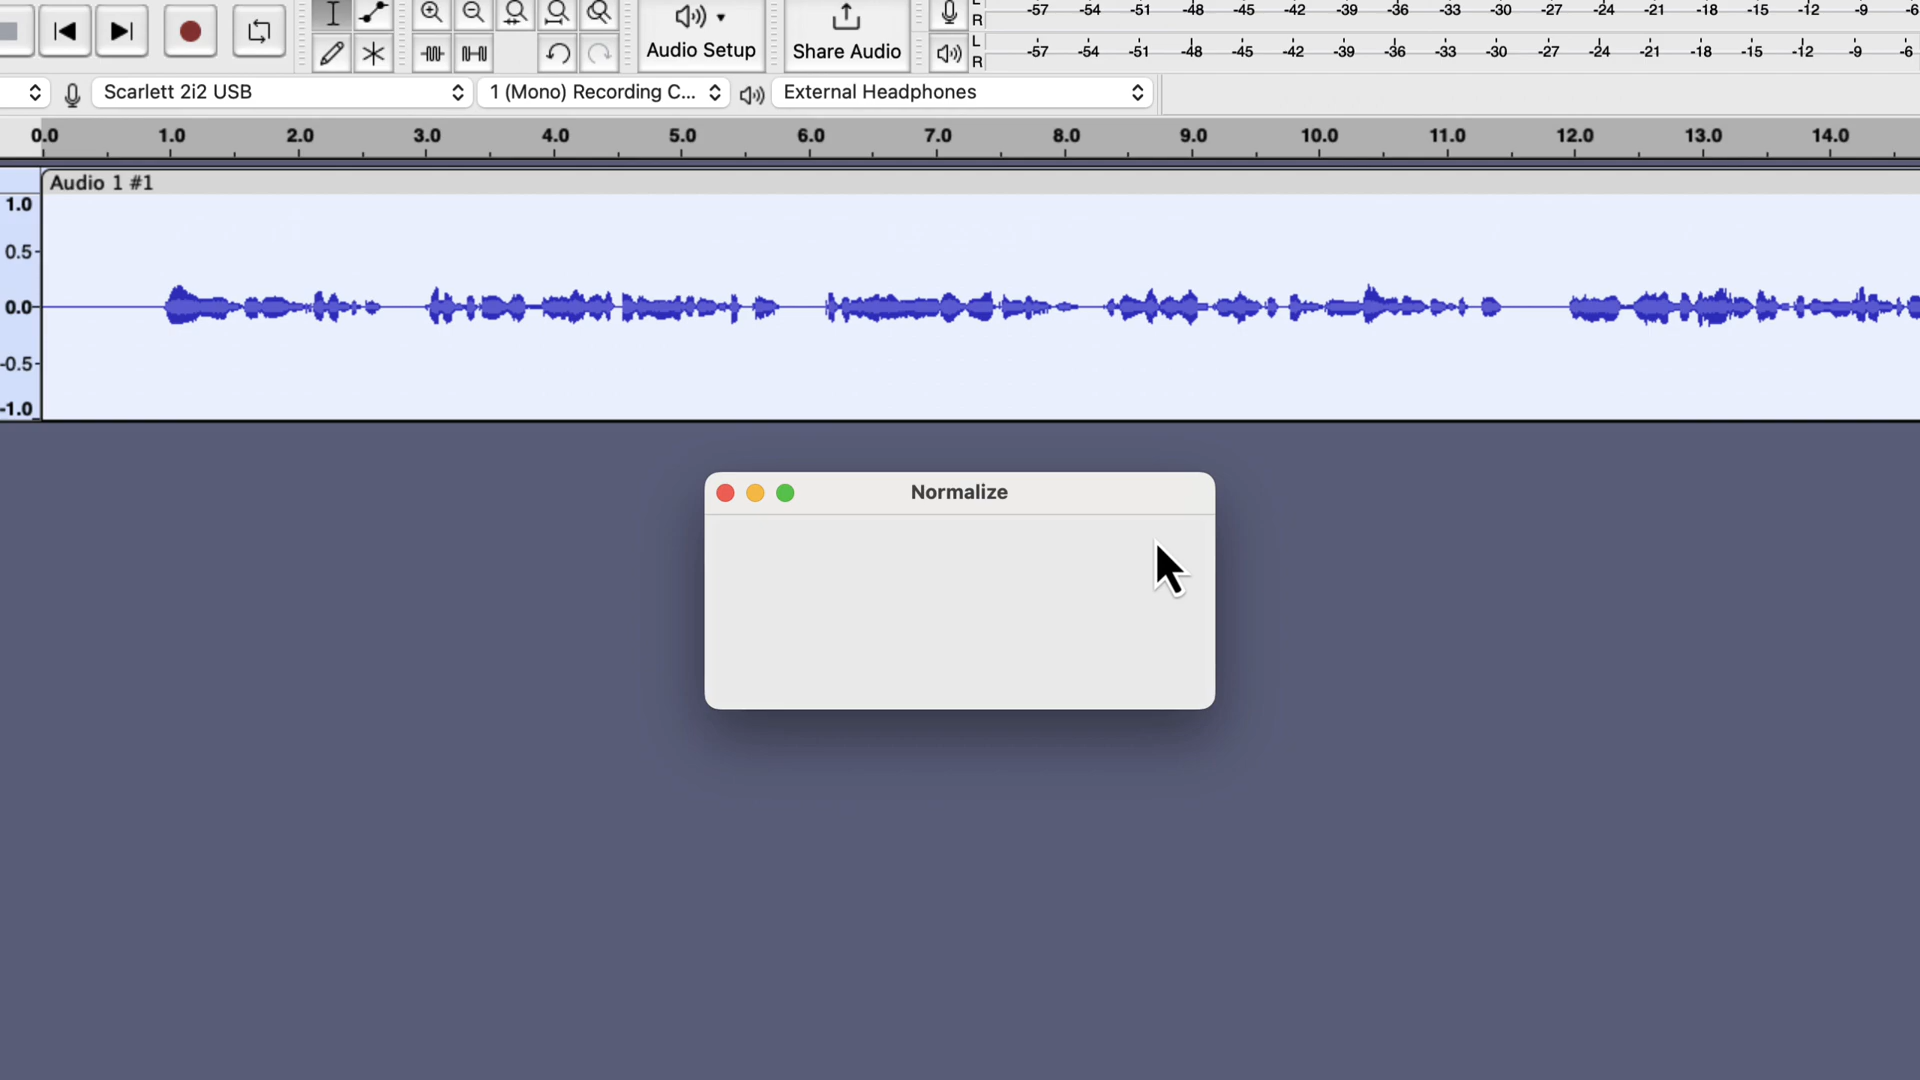 -57 -54 -51 -48 -45 -42 -39 -36 -33 -30 -27 -24 -21 -18 -15 -12 -9 -6
R
Audio Setup
Share Audio
L
-57 -54 -51 -48 -45 -42 -39 -36 -33 -30 -27 -24 -21 -18 -15 -12 -9 -6
R
Scarlett 2i2 USB
1 (Mono) Recording C...
External Headphones
0.0 1.0 2.0 3.0 4.0 5.0 6.0 7.0 8.0 9.0 10.0 11.0 12.0 13.0 14.0
Audio 1 #1
1.0
0.5
0.0
-0.5
-1.0
Normalize